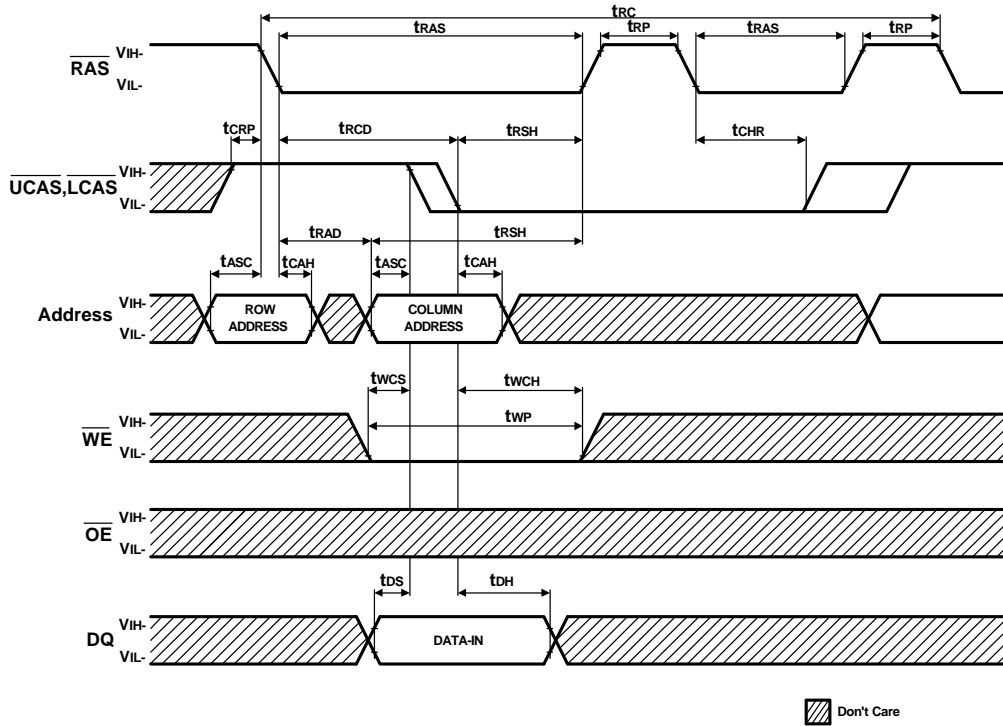 tRC
tRAS tRP tRAS tRP
RAS VIH-
VIL-
tCRP tRCD tRSH tCHR
UCAS,LCAS VIH-
VIL-
tRAD tRSH
tASC tCAH tASC tCAH
Address VIH-
VIL-
ROW ADDRESS
COLUMN ADDRESS
tWCS tWCH
tWP
WE VIH-
VIL-
OE VIH-
VIL-
tDS tDH
DQ VIH-
VIL-
DATA-IN
Don't Care